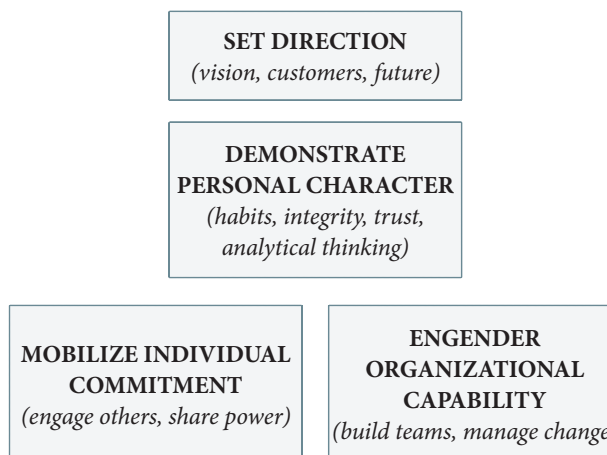 SET DIRECTION
(vision, customers, future)
DEMONSTRATE
PERSONAL CHARACTER
(habits, integrity, trust,
analytical thinking)
MOBILIZE INDIVIDUAL
COMMITMENT
(engage others, share power)
ENGENDER
ORGANIZATIONAL
CAPABILITY
(build teams, manage change